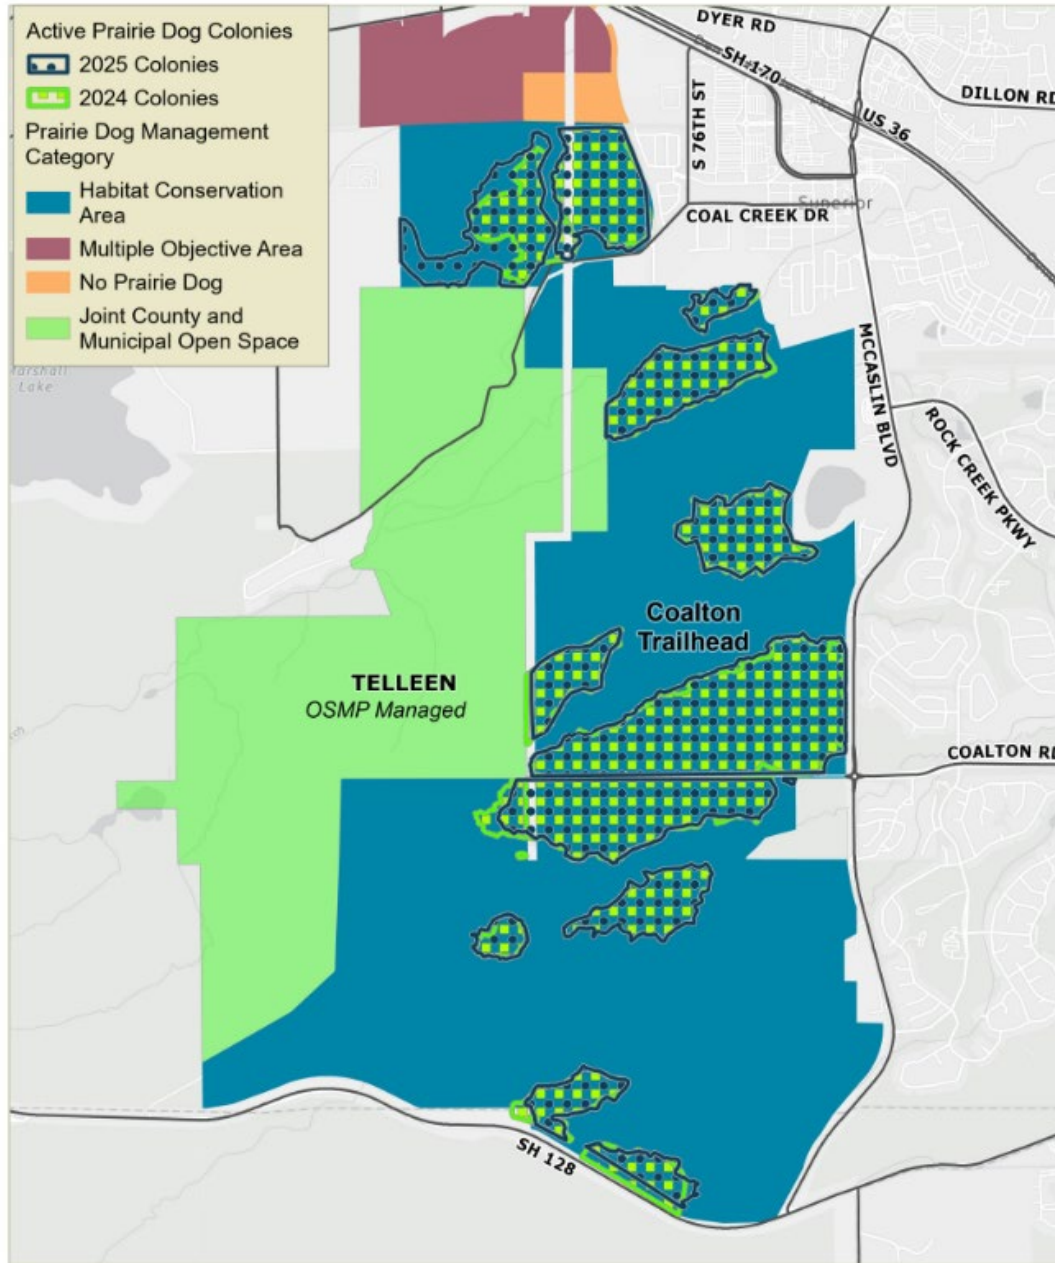 Active Prairie Dog Colonies
2025 Colonies
2024 Colonies
Prairie Dog Management
Category
Habitat Conservation
Area
Multiple Objective Area
No Prairie Dog
Joint County and
Municipal Open Space
DYER RD
SH 170
DILLON RD
US 36
S 76TH ST
Superior
COAL CREEK DR
MCCASLIN BLVD
ROCK CREEK PKWY
Marshall
Lake
Coalton
Trailhead
TELLEEN
OSMP Managed
COALTON RD
SH 128